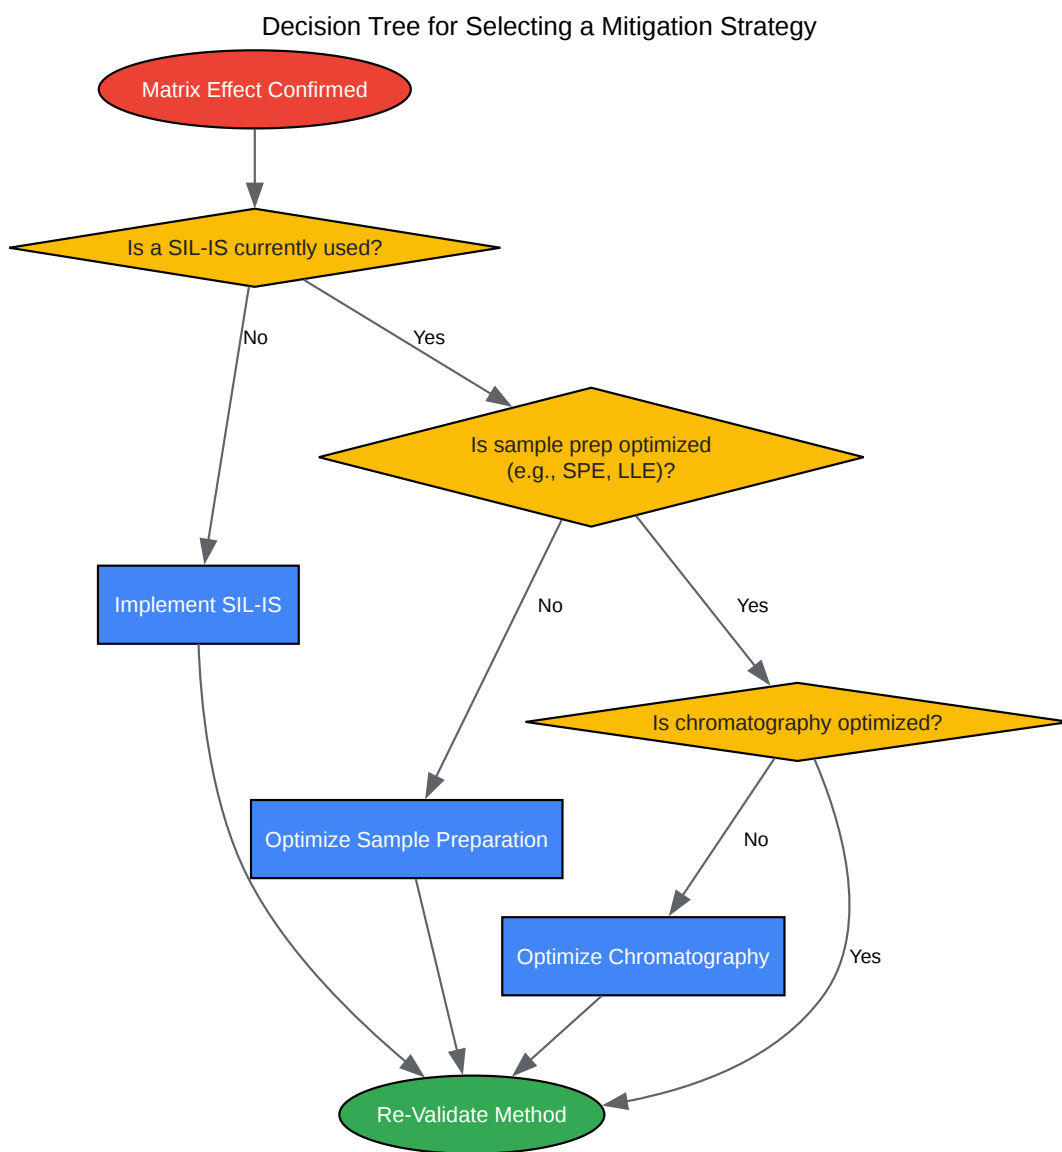 Decision Tree for Selecting a Mitigation Strategy
Matrix Effect Confirmed
Is a SIL-IS currently used?
No
Yes
Is sample prep optimized
(e.g., SPE, LLE)?
Implement SIL-IS
No
Yes
Is chromatography optimized?
Optimize Sample Preparation
No
Optimize Chromatography
Yes
Re-Validate Method